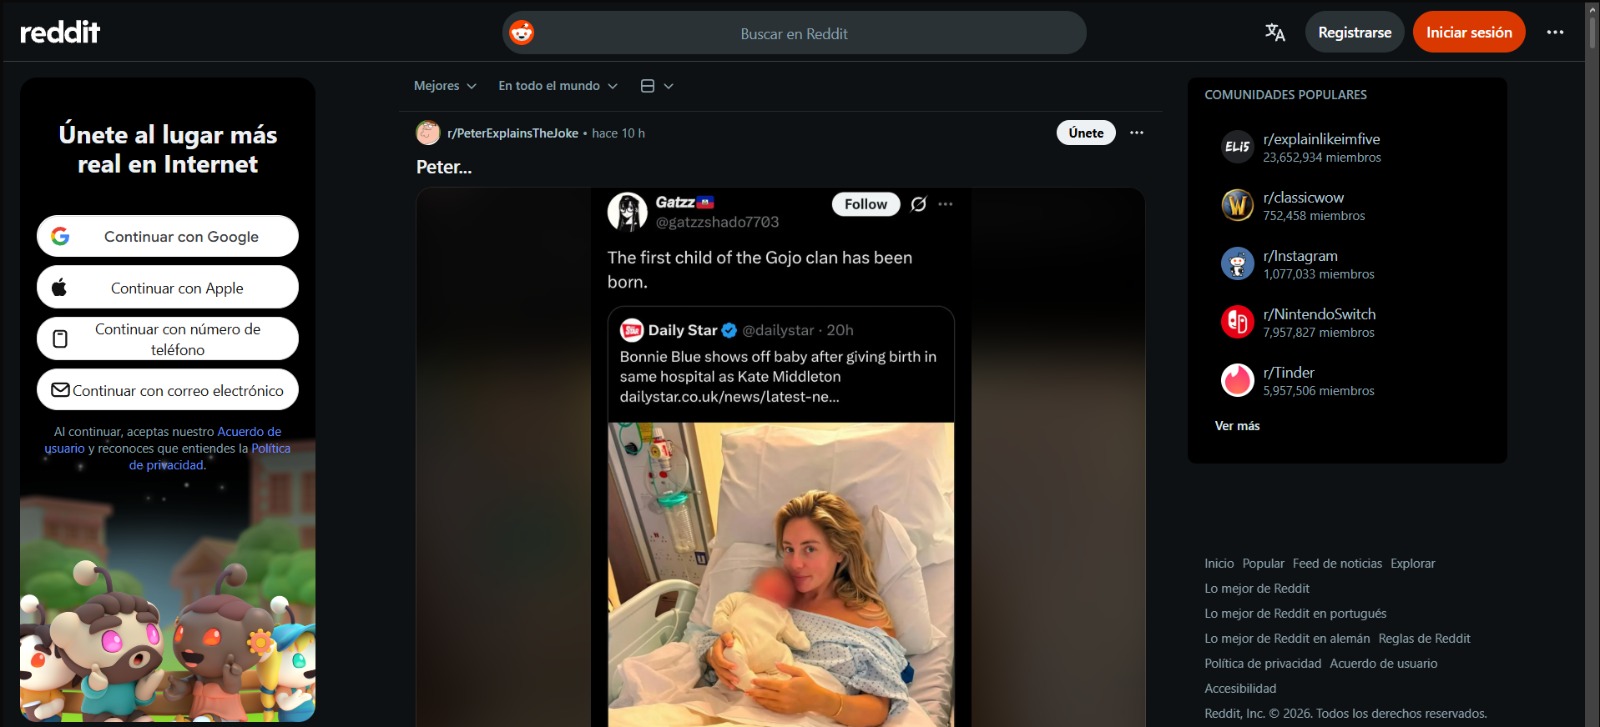 reddit
Buscar en Reddit
Registrarse
Iniciar sesión
Únete al lugar más
real en Internet
Continuar con Google
Continuar con Apple
Continuar con número de
teléfono
Continuar con correo electrónico
Al continuar, aceptas nuestro Acuerdo de
usuario y reconoces que entiendes la Política
de privacidad.
Mejores
En todo el mundo
r/PeterExplainsTheJoke • hace 10 h
Únete
Peter...
Gatzz
@gatzzshado7703
Follow
The first child of the Gojo clan has been
born.
Daily Star @dailystar · 20h
Bonnie Blue shows off baby after giving birth in
same hospital as Kate Middleton
dailystar.co.uk/news/latest-ne...
COMUNIDADES POPULARES
ELI5
r/explainlikeimfive
23,652,934 miembros
r/classicwow
752,458 miembros
r/Instagram
1,077,033 miembros
r/NintendoSwitch
7,957,827 miembros
r/Tinder
5,957,506 miembros
Ver más
Inicio Popular Feed de noticias Explorar
Lo mejor de Reddit
Lo mejor de Reddit en portugués
Lo mejor de Reddit en alemán Reglas de Reddit
Política de privacidad Acuerdo de usuario
Accesibilidad
Reddit, Inc. © 2026. Todos los derechos reservados.